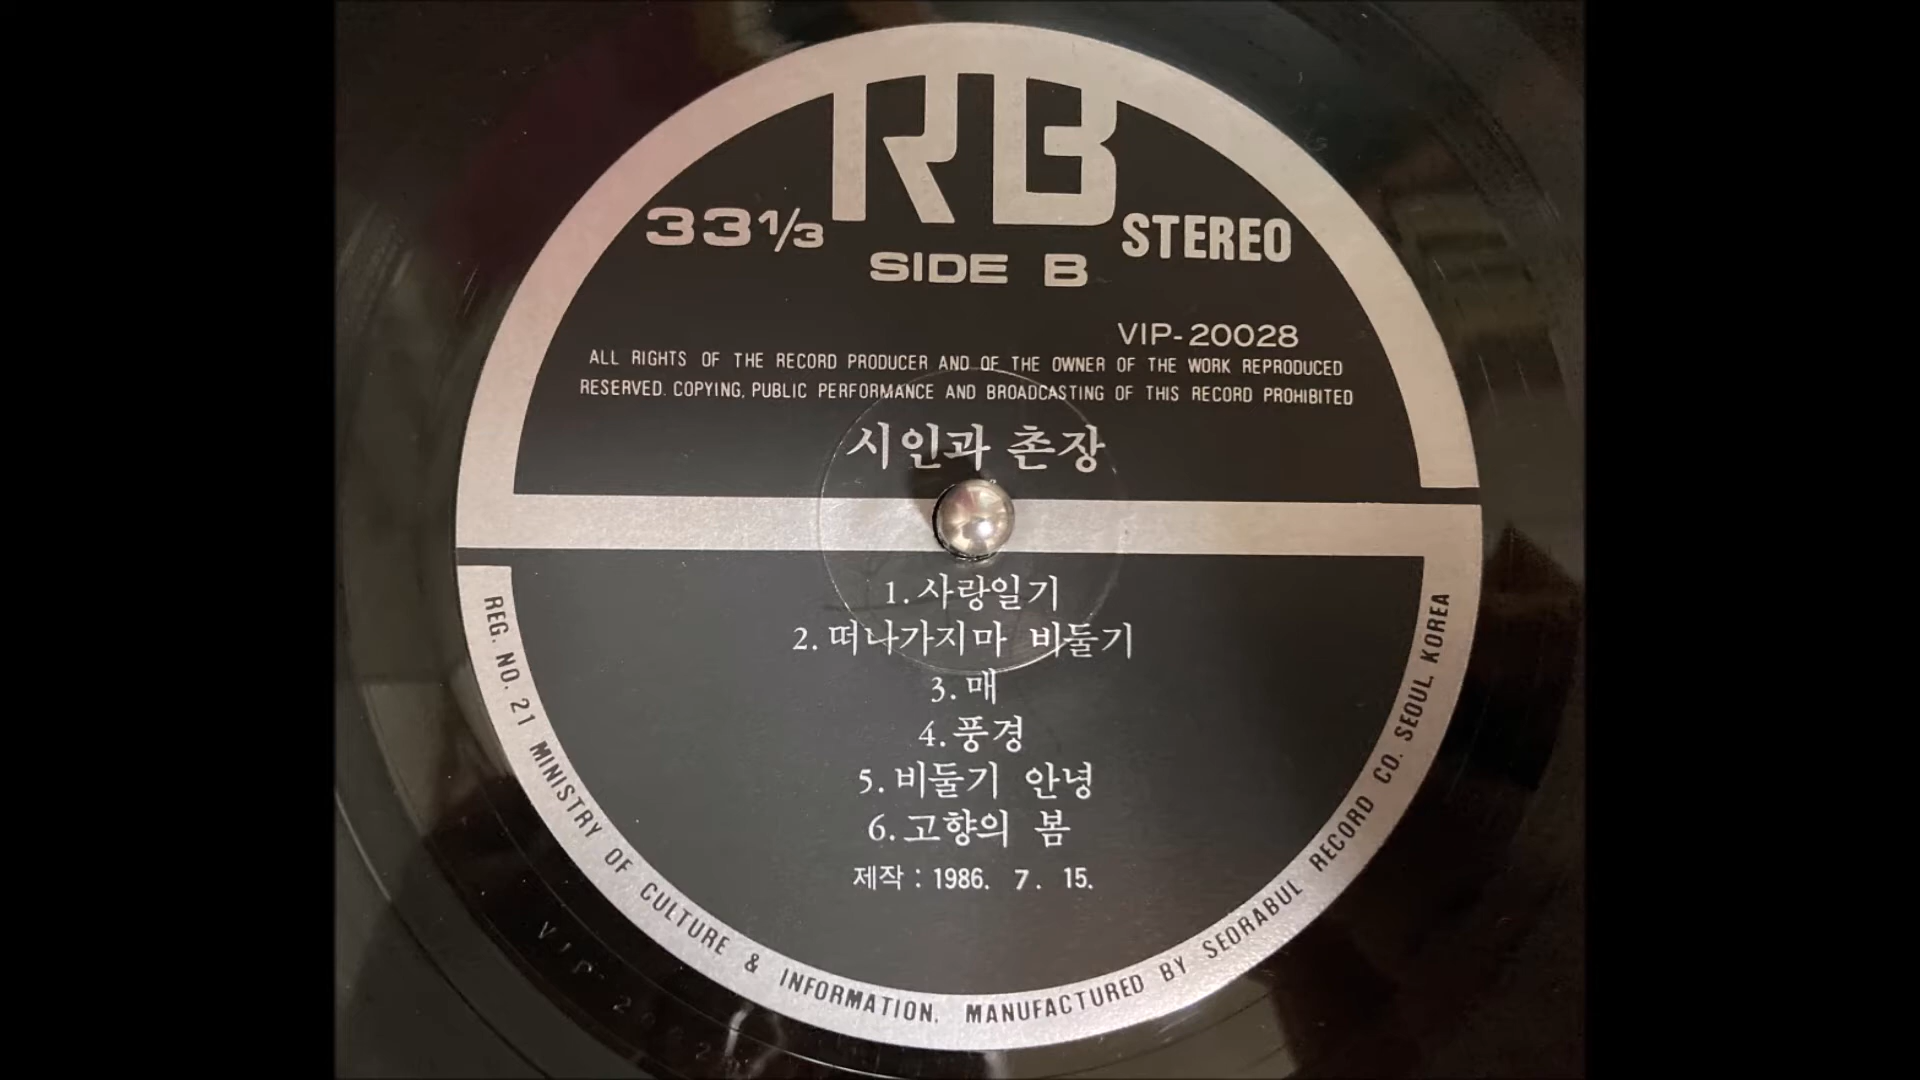 RB
33⅓
STEREO
SIDE B
VIP-20028
ALL RIGHTS OF THE RECORD PRODUCER AND OF THE OWNER OF THE WORK REPRODUCED
RESERVED. COPYING, PUBLIC PERFORMANCE AND BROADCASTING OF THIS RECORD PROHIBITED
시인과 촌장
1. 사랑일기
2. 떠나가지마 비둘기
3. 매
4. 풍경
5. 비둘기 안녕
6. 고향의 봄
제작 : 1986. 7. 15.
REG. NO. 21 MINISTRY OF CULTURE & INFORMATION. MANUFACTURED BY SEORABUL RECORD CO. SEOUL KOREA